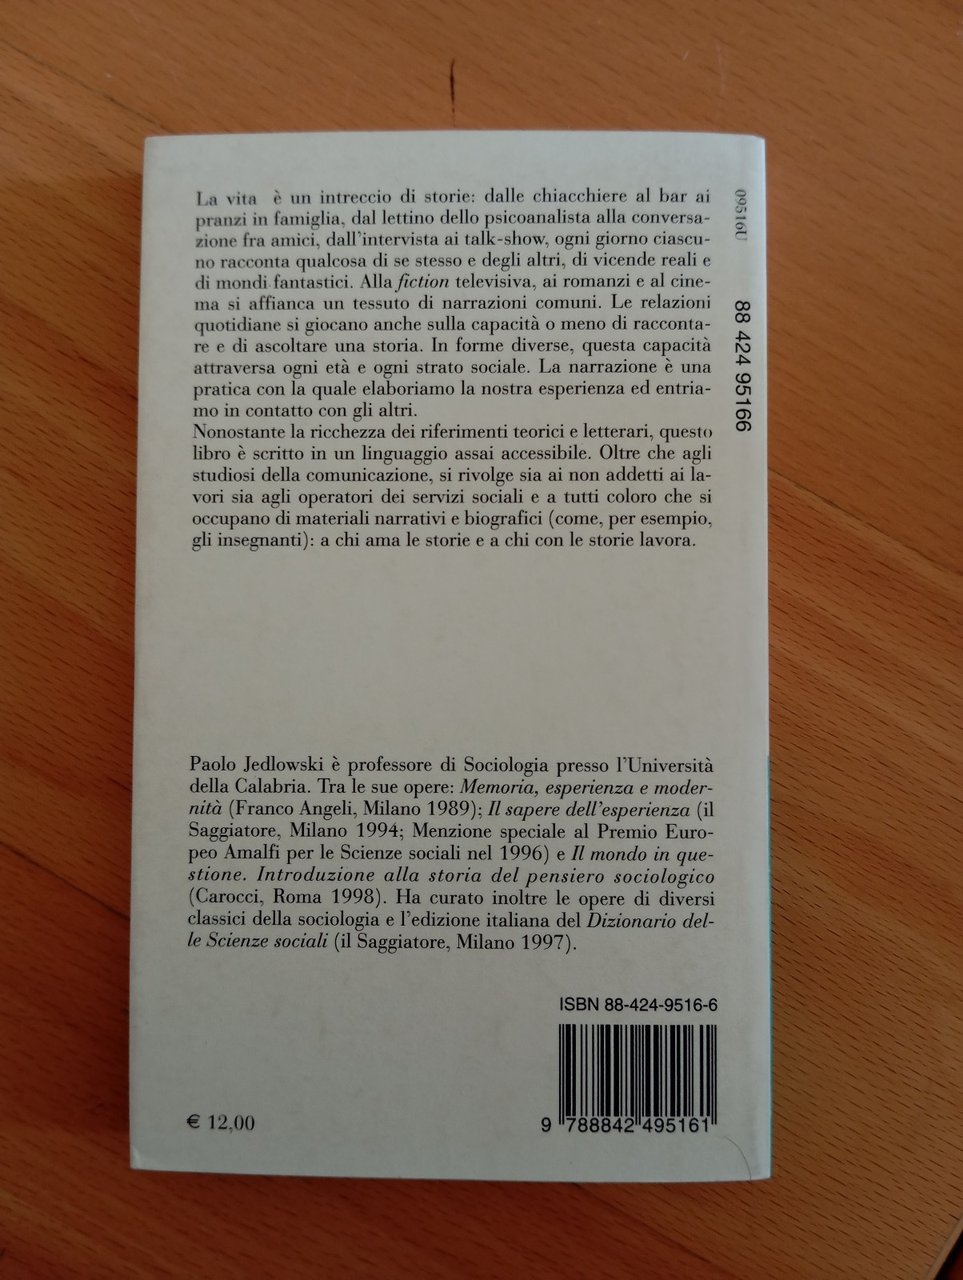 La vita è un intreccio di storie: dalle chiacchiere al bar ai
pranzi in famiglia, dal lettino dello psicoanalista alla conversa-
zione fra amici, dall'intervista ai talk-show, ogni giorno ciascu-
no racconta qualcosa di se stesso e degli altri, di vicende reali e
di mondi fantastici. Alla fiction televisiva, ai romanzi e al cine-
ma si affianca un tessuto di narrazioni comuni. Le relazioni
quotidiane si giocano anche sulla capacità o meno di racconta-
re e di ascoltare una storia. In forme diverse, questa capacità
attraversa ogni età e ogni strato sociale. La narrazione è una
pratica con la quale elaboriamo la nostra esperienza ed entria-
mo in contatto con gli altri.
Nonostante la ricchezza dei riferimenti teorici e letterari, questo
libro è scritto in un linguaggio assai accessibile. Oltre che agli
studiosi della comunicazione, si rivolge sia ai non addetti ai la-
vori sia agli operatori dei servizi sociali e a tutti coloro che si
occupano di materiali narrativi e biografici (come, per esempio,
gli insegnanti): a chi ama le storie e a chi con le storie lavora.
Paolo Jedlowski è professore di Sociologia presso l'Università
della Calabria. Tra le sue opere: Memoria, esperienza e moder-
nità (Franco Angeli, Milano 1989); Il sapere dell'esperienza (il
Saggiatore, Milano 1994; Menzione speciale al Premio Euro-
peo Amalfi per le Scienze sociali nel 1996) e Il mondo in que-
stione. Introduzione alla storia del pensiero sociologico
(Carocci, Roma 1998). Ha curato inoltre le opere di diversi
classici della sociologia e l'edizione italiana del Dizionario del-
le Scienze sociali (il Saggiatore, Milano 1997).
ISBN 88-424-9516-6
9 788842 495161
€ 12,00
09516U
88 424 95166